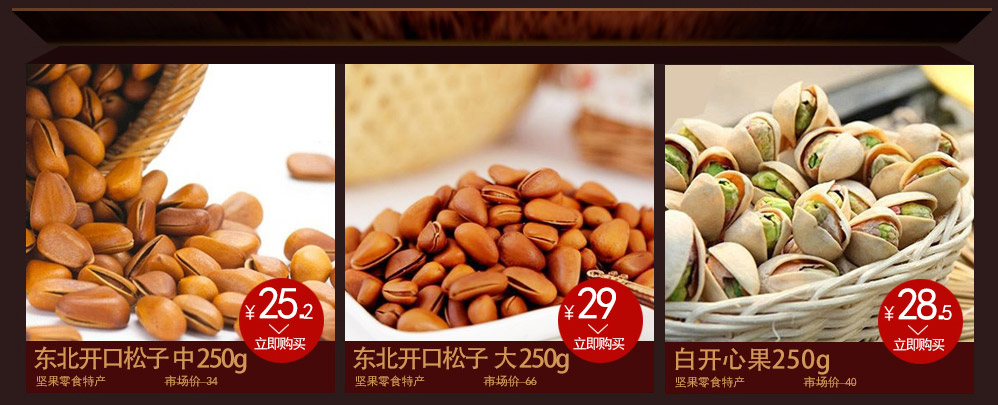 ¥25.2
立即购买
东北开口松子 中250g
坚果零食特产 市场价 34
¥29
立即购买
东北开口松子 大250g
坚果零食特产 市场价 66
¥28.5
立即购买
白开心果250g
坚果零食特产 市场价 40